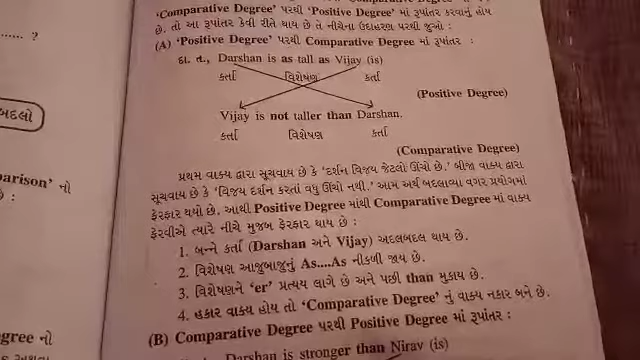 'Comparative Degree' પરથી 'Positive Degree' માં રૂપાંતર કરવાનું હોય
છે. તો આ રૂપાંતર કેવી રીતે થાય છે તે નીચેના ઉદાહરણ પરથી જુઓ :
(A) 'Positive Degree' પરથી Comparative Degree માં રૂપાંતર :
દા. ત., Darshan is as tall as Vijay (is)
કર્તા વિશેષણ કર્તા
(Positive Degree)
Vijay is not taller than Darshan.
કર્તા વિશેષણ કર્તા
(Comparative Degree)
પ્રથમ વાક્ય દ્વારા સૂચવાય છે કે 'દર્શન વિજય જેટલો ઊંચો છે.' બીજા વાક્ય દ્વારા
સૂચવાય છે કે 'વિજય દર્શન કરતાં વધુ ઊંચો નથી.' આમ અર્થ બદલાવ્યા વગર પ્રયોગમાં
ફેરફાર થયો છે. આથી Positive Degree માંથી Comparative Degree માં વાક્ય
ફેરવીએ ત્યારે નીચે મુજબ ફેરફાર થાય છે :
1. બન્ને કર્તા (Darshan અને Vijay) અદલબદલ થાય છે.
2. વિશેષણ આજુબાજુનું As....As નીકળી જાય છે.
3. વિશેષણને 'er' પ્રત્યય લાગે છે અને પછી than મુકાય છે.
4. હકાર વાક્ય હોય તો 'Comparative Degree' નું વાક્ય નકાર બને છે.
(B) Comparative Degree પરથી Positive Degree માં રૂપાંતર :
Darshan is stronger than Nirav (is)
...... ?
બદલો
parison' નો
છે :
gree નો